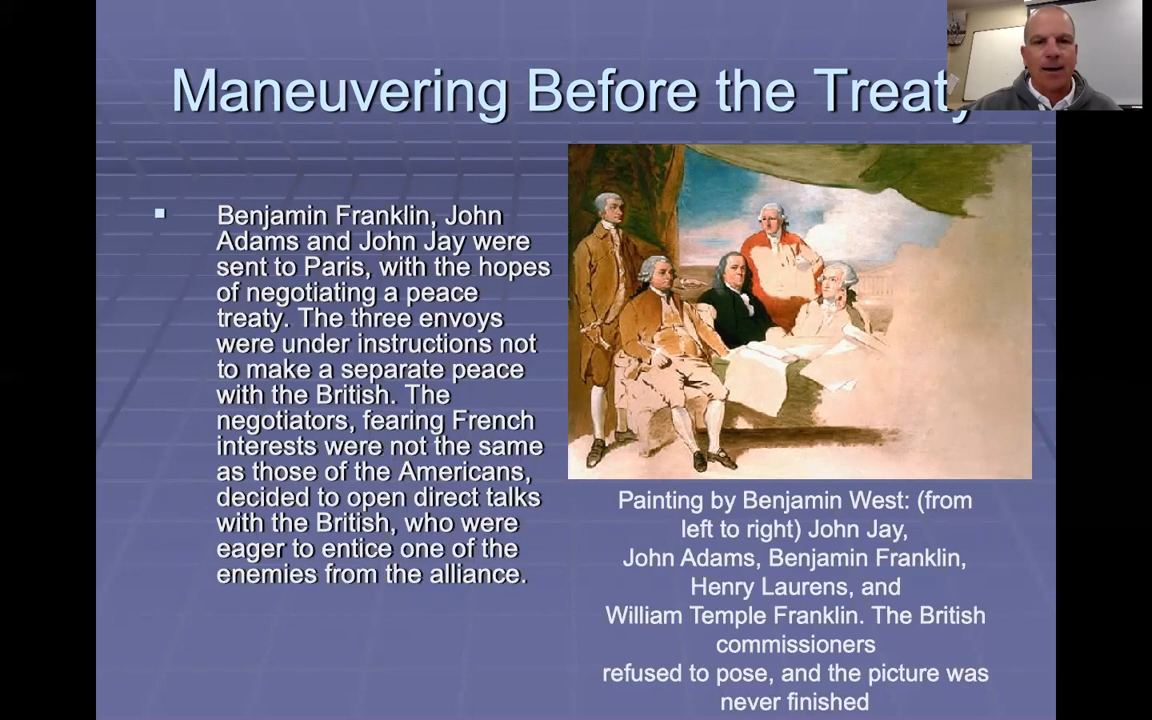 Maneuvering Before the Treaty
Benjamin Franklin, John
Adams and John Jay were
sent to Paris, with the hopes
of negotiating a peace
treaty. The three envoys
were under instructions not
to make a separate peace
with the British. The
negotiators, fearing French
interests were not the same
as those of the Americans,
decided to open direct talks
with the British, who were
eager to entice one of the
enemies from the alliance.
Painting by Benjamin West: (from
left to right) John Jay,
John Adams, Benjamin Franklin,
Henry Laurens, and
William Temple Franklin. The British
commissioners
refused to pose, and the picture was
never finished